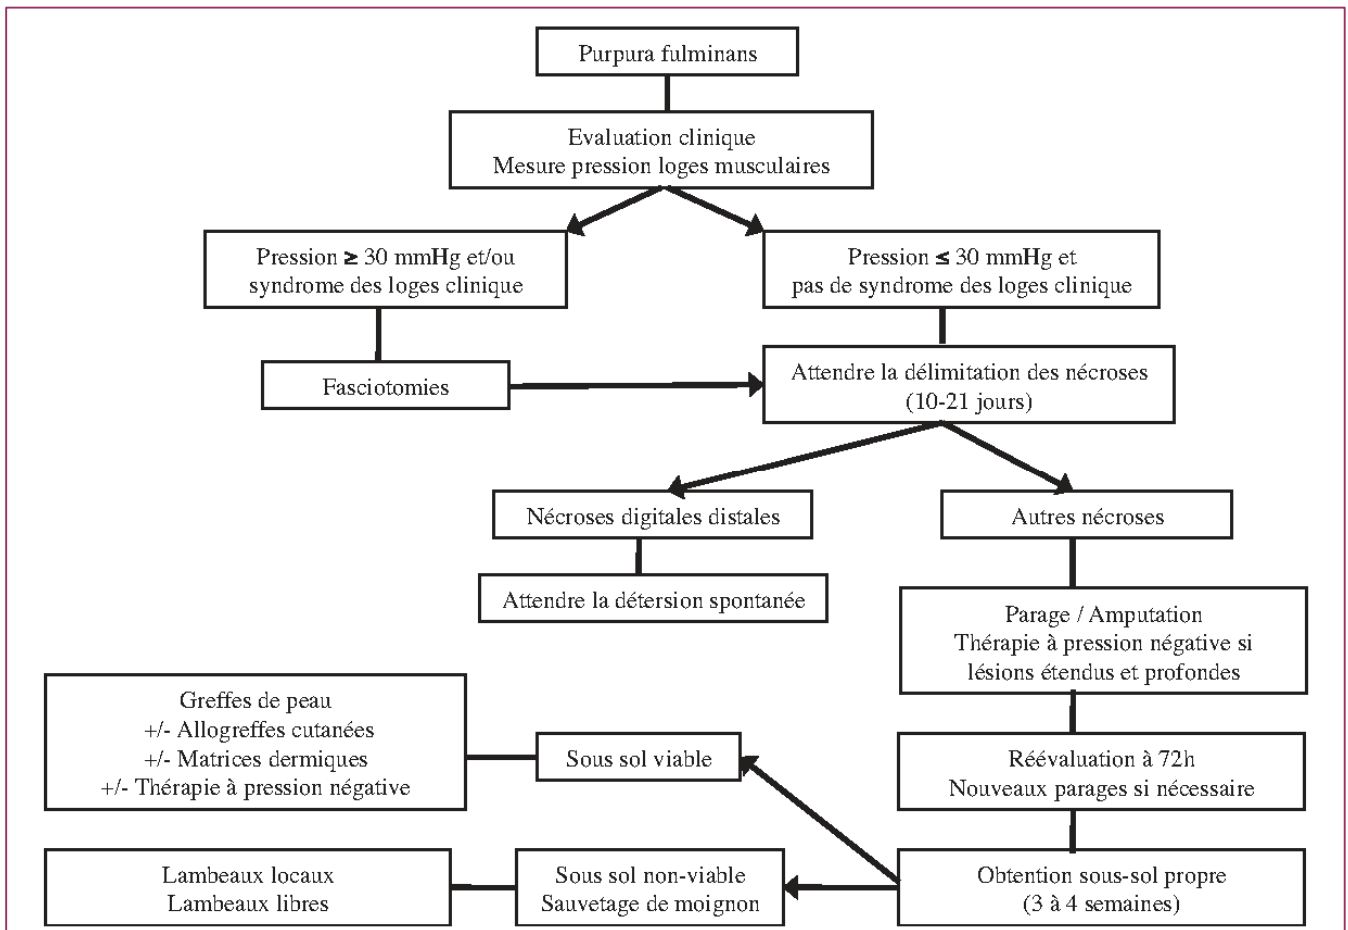 Purpura fulminans
Evaluation clinique
Mesure pression loges musculaires
Pression ≥ 30 mmHg et/ou
syndrome des loges clinique
Pression ≤ 30 mmHg et
pas de syndrome des loges clinique
Fasciotomies
Attendre la délimitation des nécroses
(10-21 jours)
Nécroses digitales distales
Autres nécroses
Attendre la détersion spontanée
Parage / Amputation
Thérapie à pression négative si
lésions étendus et profondes
Greffes de peau
+/- Allogreffes cutanées
+/- Matrices dermiques
+/- Thérapie à pression négative
Sous sol viable
Réévaluation à 72h
Nouveaux parages si nécessaire
Lambeaux locaux
Lambeaux libres
Sous sol non-viable
Sauvetage de moignon
Obtention sous-sol propre
(3 à 4 semaines)